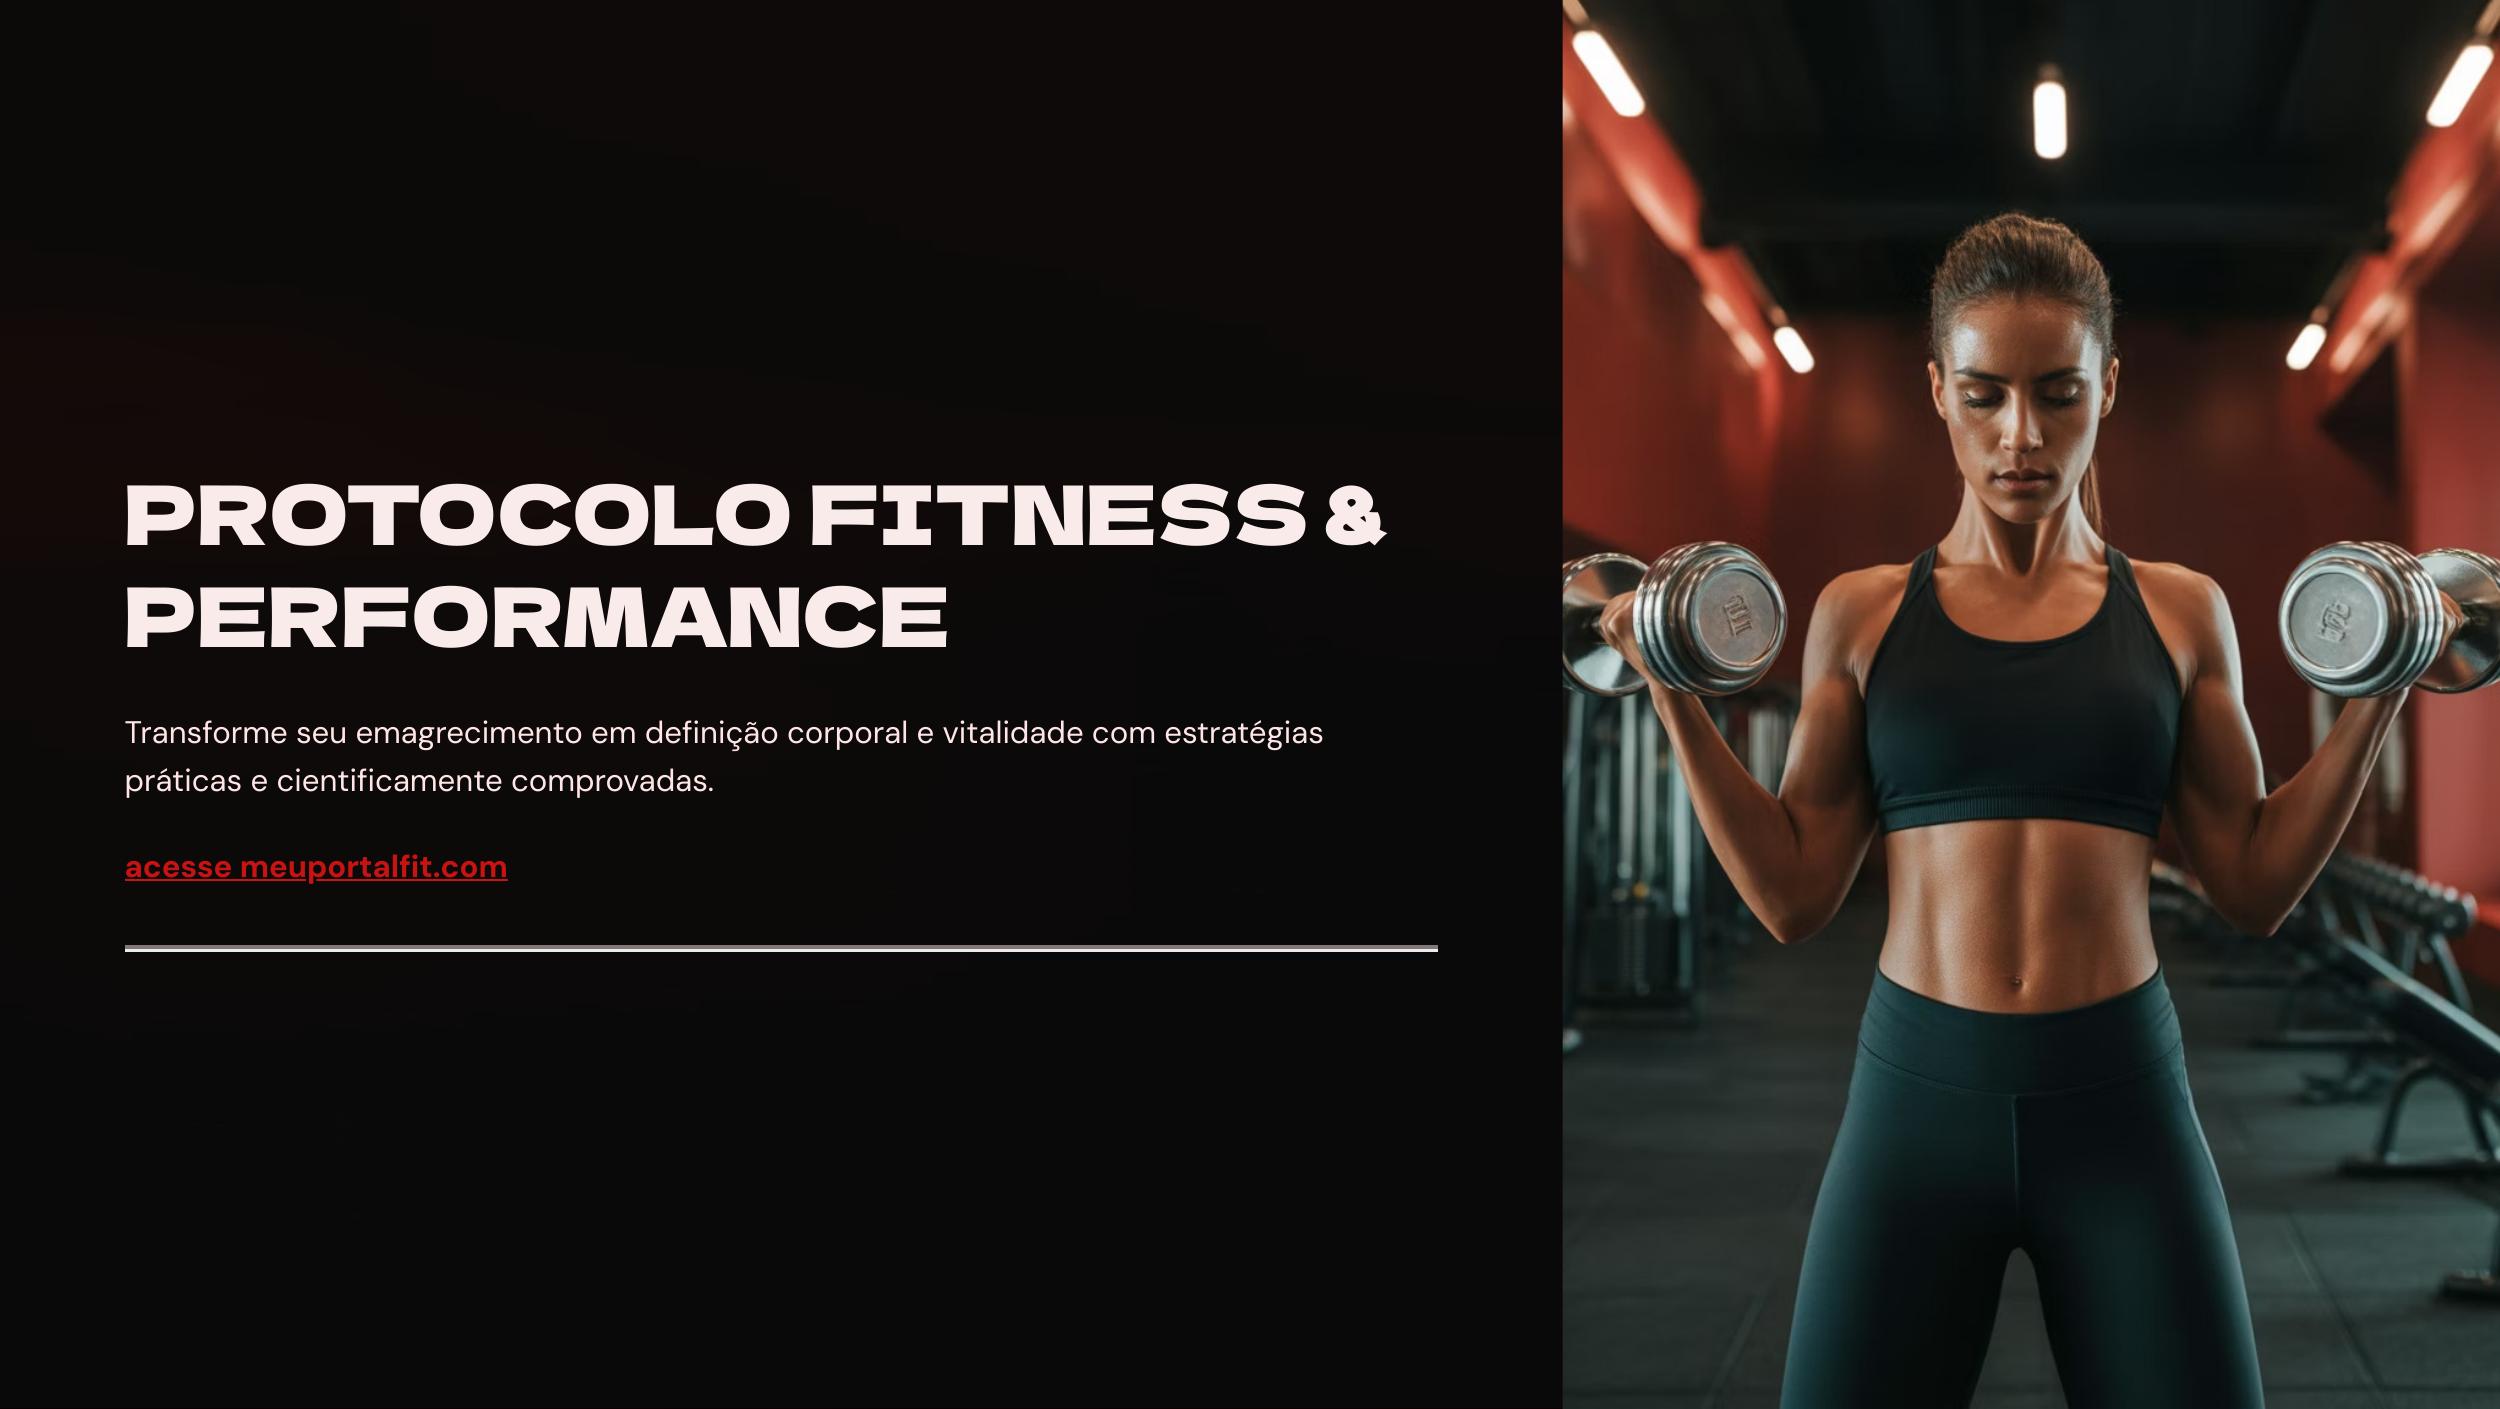 PROTOCOLO FITNESS &
PERFORMANCE
Transforme seu emagrecimento em definição corporal e vitalidade com estratégias
práticas e cientificamente comprovadas.
acesse meuportalfit.com